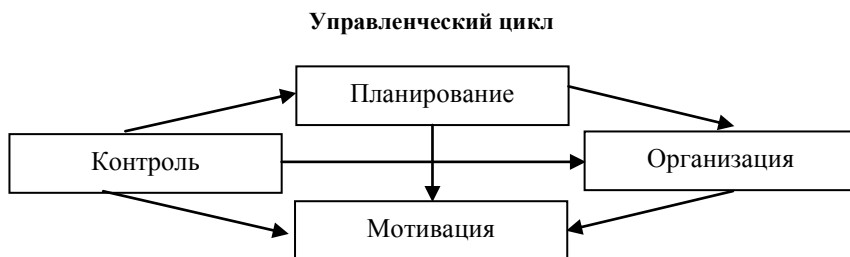 Управленческий цикл
Планирование
Контроль
Организация
Мотивация